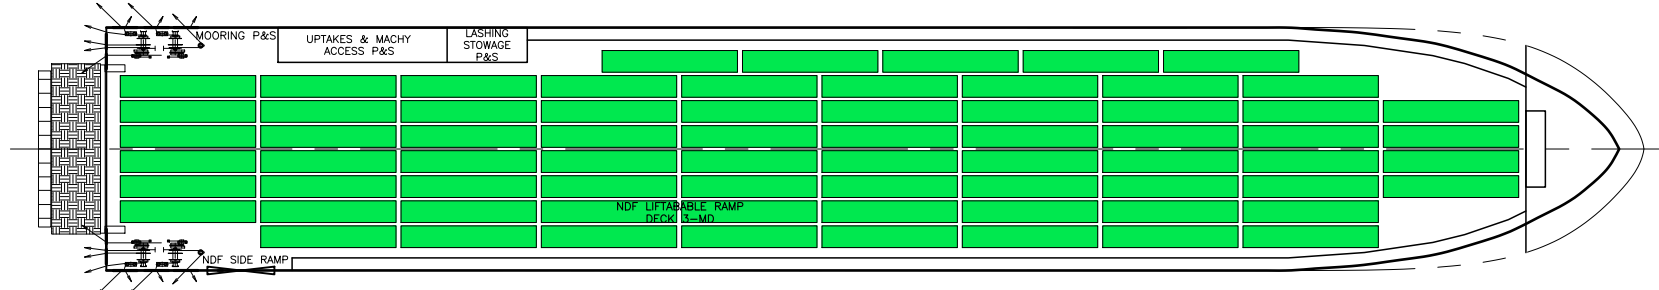 MOORING P&S
UPTAKES & MACHY
ACCESS P&S
LASHING
STOWAGE
P&S
NDF LIFTABABLE RAMP
DECK 3-MD
NDF SIDE RAMP